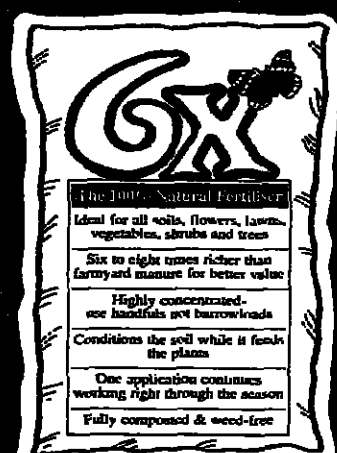 6X
The 100% Natural Fertiliser
Ideal for all soils, flowers, lawns,
vegetables, shrubs and trees
Six to eight times richer than
farmyard manure for better value
Highly concentrated-
use handfuls not barrowloads
Conditions the soil while it feeds
the plants
One application continues
working right through the season
Fully composted & weed-free